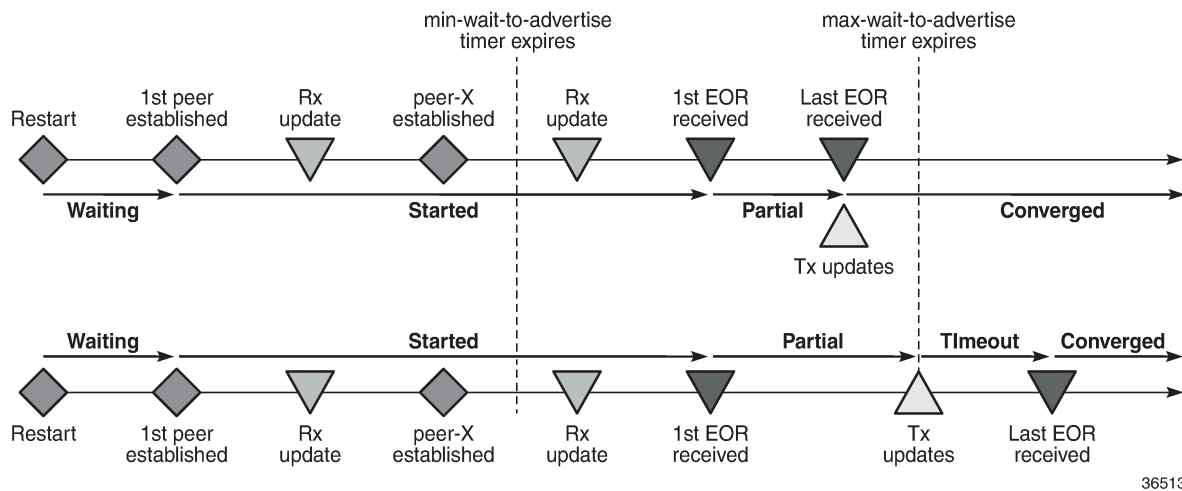 min-wait-to-advertise
timer expires
max-wait-to-advertise
timer expires
Restart
1st peer
established
Rx
update
peer-X
established
Rx
update
1st EOR
received
Last EOR
received
Waiting
Started
Partial
Converged
Tx updates
Waiting
Started
Partial
TImeout
Converged
Restart
1st peer
established
Rx
update
peer-X
established
Rx
update
1st EOR
received
Tx
updates
Last EOR
received
36513